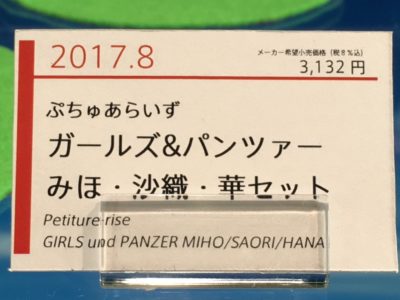 2017.8
メーカー希望小売価格(税8%込)
3,132円
ぷちゅあらいず
ガールズ&パンツァー
みほ・沙織・華セット
Petiture-rise
GIRLS und PANZER MIHO/SAORI/HANA